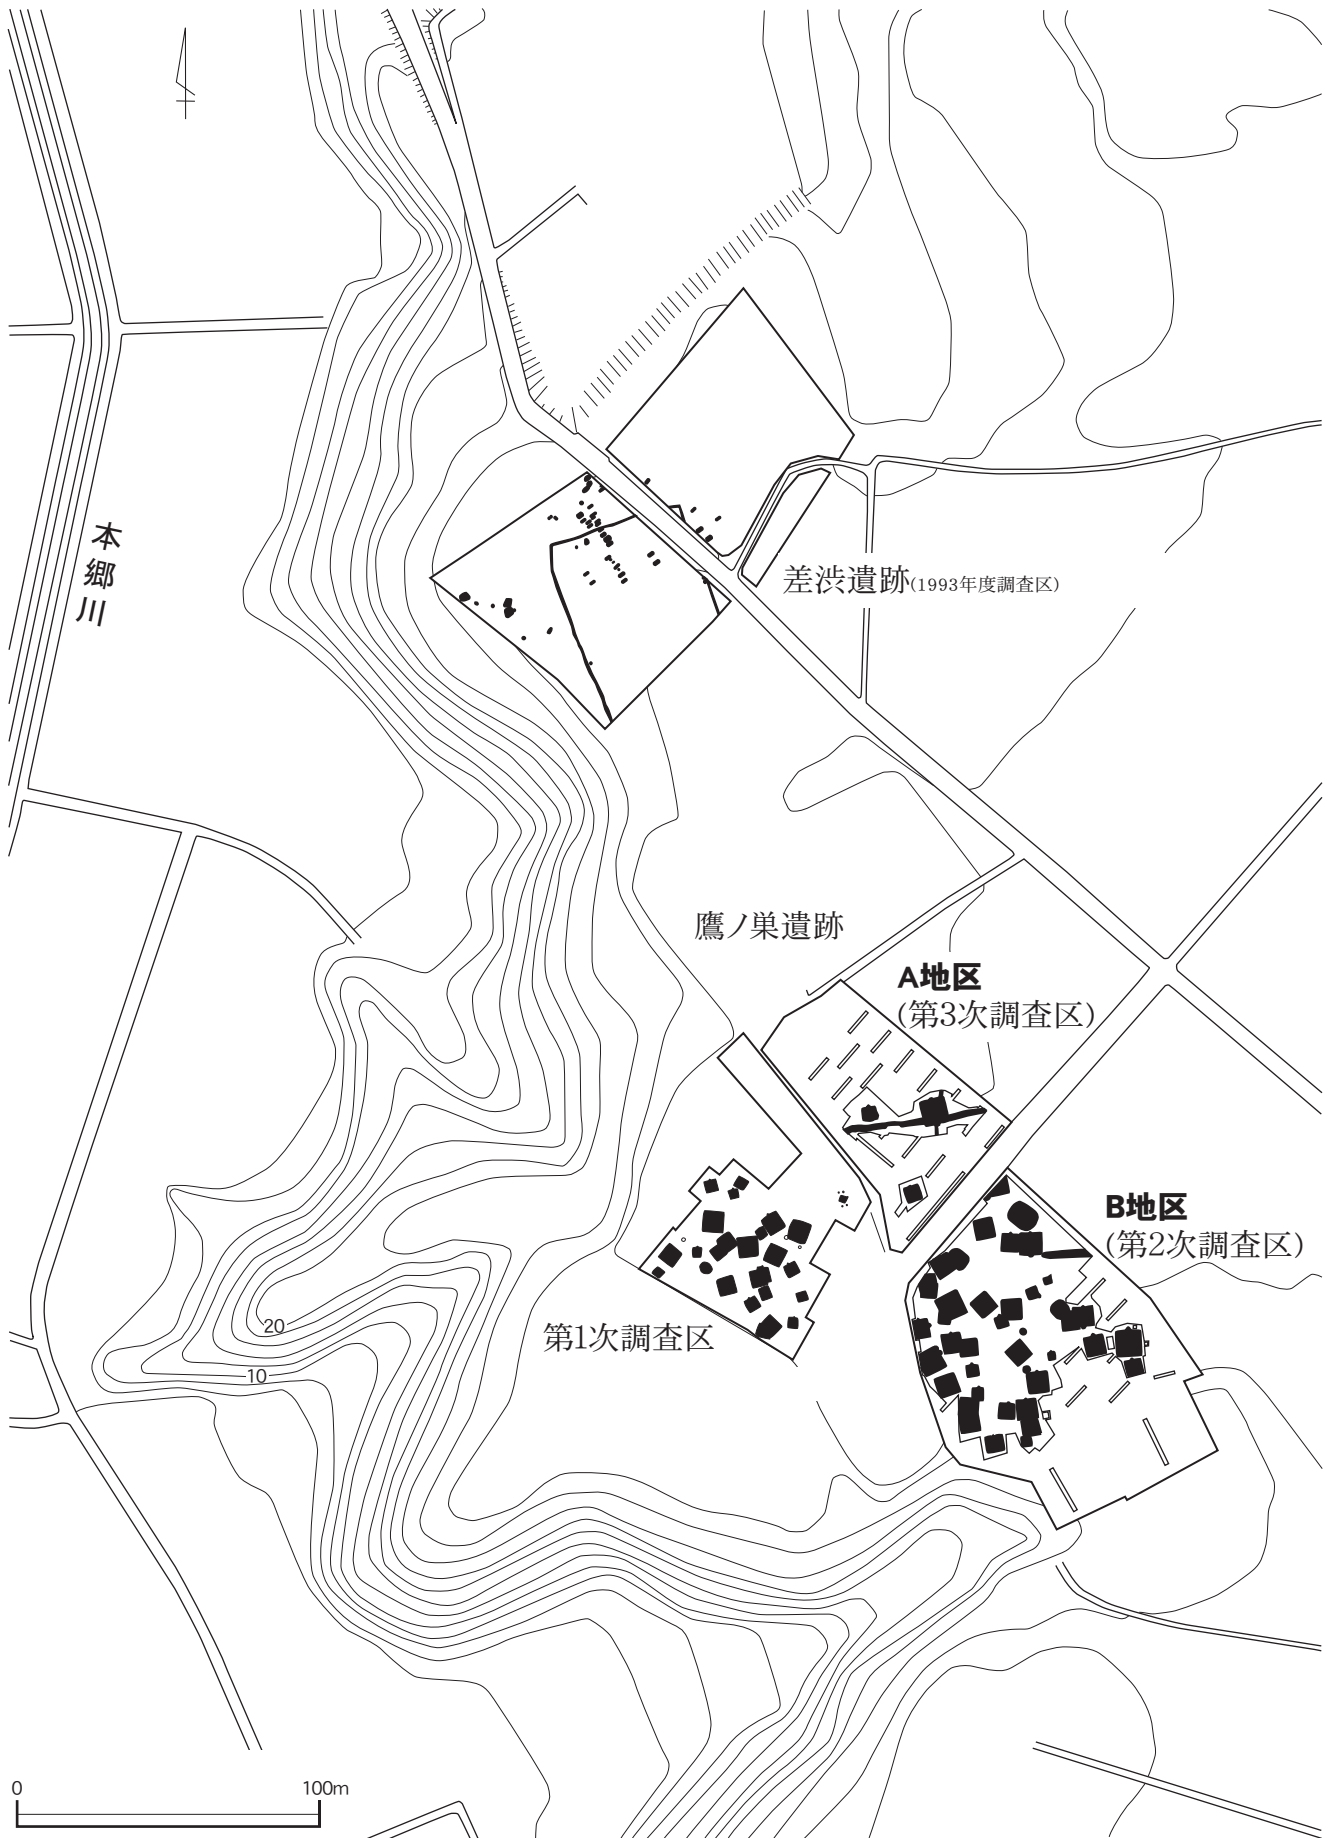 本郷川
差渋遺跡(1993年度調査区)
鷹ノ巣遺跡
A地区
(第3次調査区)
B地区
(第2次調査区)
第1次調査区
20
10
0 100m